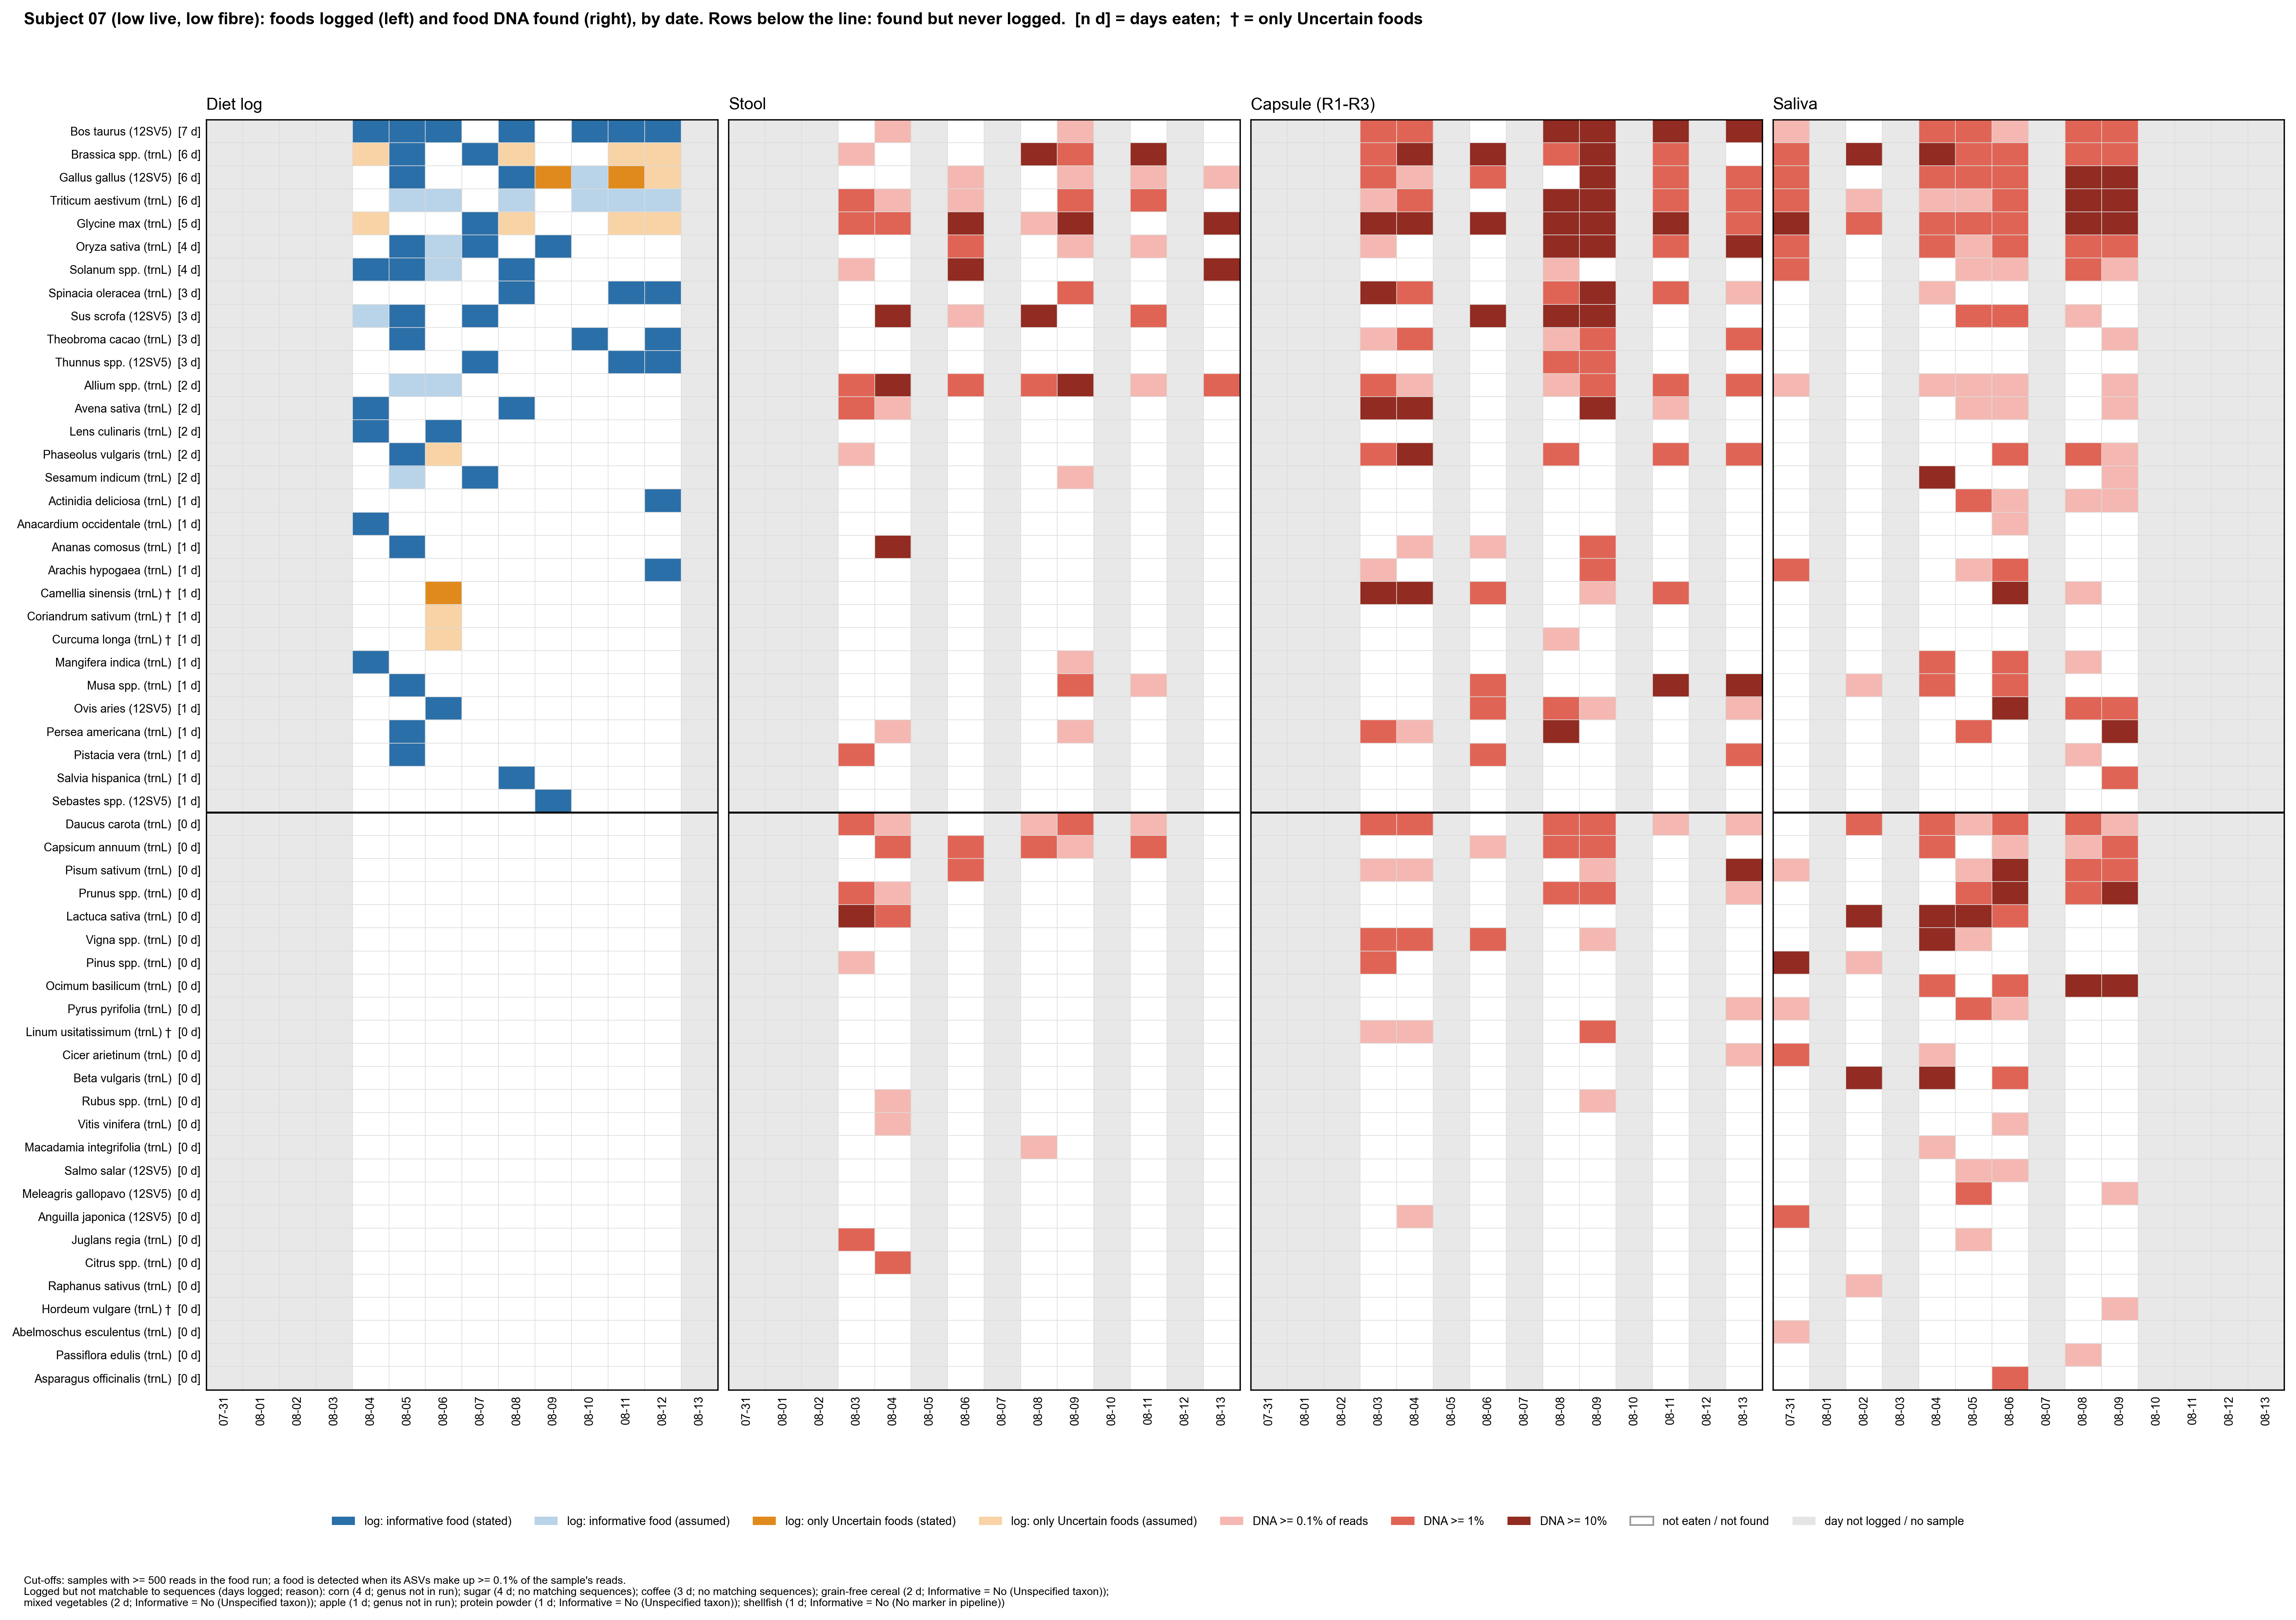 Subject 07 (low live, low fibre): foods logged (left) and food DNA found (right), by date. Rows below the line: found but never logged. [n d] = days eaten; † = only Uncertain foods
Diet log
Stool
Capsule (R1-R3)
Saliva
Bos taurus (12SV5) [7 d]
Brassica spp. (trnL) [6 d]
Gallus gallus (12SV5) [6 d]
Triticum aestivum (trnL) [6 d]
Glycine max (trnL) [5 d]
Oryza sativa (trnL) [4 d]
Solanum spp. (trnL) [4 d]
Spinacia oleracea (trnL) [3 d]
Sus scrofa (12SV5) [3 d]
Theobroma cacao (trnL) [3 d]
Thunnus spp. (12SV5) [3 d]
Allium spp. (trnL) [2 d]
Avena sativa (trnL) [2 d]
Lens culinaris (trnL) [2 d]
Phaseolus vulgaris (trnL) [2 d]
Sesamum indicum (trnL) [2 d]
Actinidia deliciosa (trnL) [1 d]
Anacardium occidentale (trnL) [1 d]
Ananas comosus (trnL) [1 d]
Arachis hypogaea (trnL) [1 d]
Camellia sinensis (trnL) † [1 d]
Coriandrum sativum (trnL) † [1 d]
Curcuma longa (trnL) † [1 d]
Mangifera indica (trnL) [1 d]
Musa spp. (trnL) [1 d]
Ovis aries (12SV5) [1 d]
Persea americana (trnL) [1 d]
Pistacia vera (trnL) [1 d]
Salvia hispanica (trnL) [1 d]
Sebastes spp. (12SV5) [1 d]
Daucus carota (trnL) [0 d]
Capsicum annuum (trnL) [0 d]
Pisum sativum (trnL) [0 d]
Prunus spp. (trnL) [0 d]
Lactuca sativa (trnL) [0 d]
Vigna spp. (trnL) [0 d]
Pinus spp. (trnL) [0 d]
Ocimum basilicum (trnL) [0 d]
Pyrus pyrifolia (trnL) [0 d]
Linum usitatissimum (trnL) † [0 d]
Cicer arietinum (trnL) [0 d]
Beta vulgaris (trnL) [0 d]
Rubus spp. (trnL) [0 d]
Vitis vinifera (trnL) [0 d]
Macadamia integrifolia (trnL) [0 d]
Salmo salar (12SV5) [0 d]
Meleagris gallopavo (12SV5) [0 d]
Anguilla japonica (12SV5) [0 d]
Juglans regia (trnL) [0 d]
Citrus spp. (trnL) [0 d]
Raphanus sativus (trnL) [0 d]
Hordeum vulgare (trnL) † [0 d]
Abelmoschus esculentus (trnL) [0 d]
Passiflora edulis (trnL) [0 d]
Asparagus officinalis (trnL) [0 d]
07-31 08-01 08-02 08-03 08-04 08-05 08-06 08-07 08-08 08-09 08-10 08-11 08-12 08-13
07-31 08-01 08-02 08-03 08-04 08-05 08-06 08-07 08-08 08-09 08-10 08-11 08-12 08-13
07-31 08-01 08-02 08-03 08-04 08-05 08-06 08-07 08-08 08-09 08-10 08-11 08-12 08-13
07-31 08-01 08-02 08-03 08-04 08-05 08-06 08-07 08-08 08-09 08-10 08-11 08-12 08-13
log: informative food (stated)
log: informative food (assumed)
log: only Uncertain foods (stated)
log: only Uncertain foods (assumed)
DNA >= 0.1% of reads
DNA >= 1%
DNA >= 10%
not eaten / not found
day not logged / no sample
Cut-offs: samples with >= 500 reads in the food run; a food is detected when its ASVs make up >= 0.1% of the sample's reads.
Logged but not matchable to sequences (days logged; reason): corn (4 d; genus not in run); sugar (4 d; no matching sequences); coffee (3 d; no matching sequences); grain-free cereal (2 d; Informative = No (Unspecified taxon));
mixed vegetables (2 d; Informative = No (Unspecified taxon)); apple (1 d; genus not in run); protein powder (1 d; Informative = No (Unspecified taxon)); shellfish (1 d; Informative = No (No marker in pipeline))